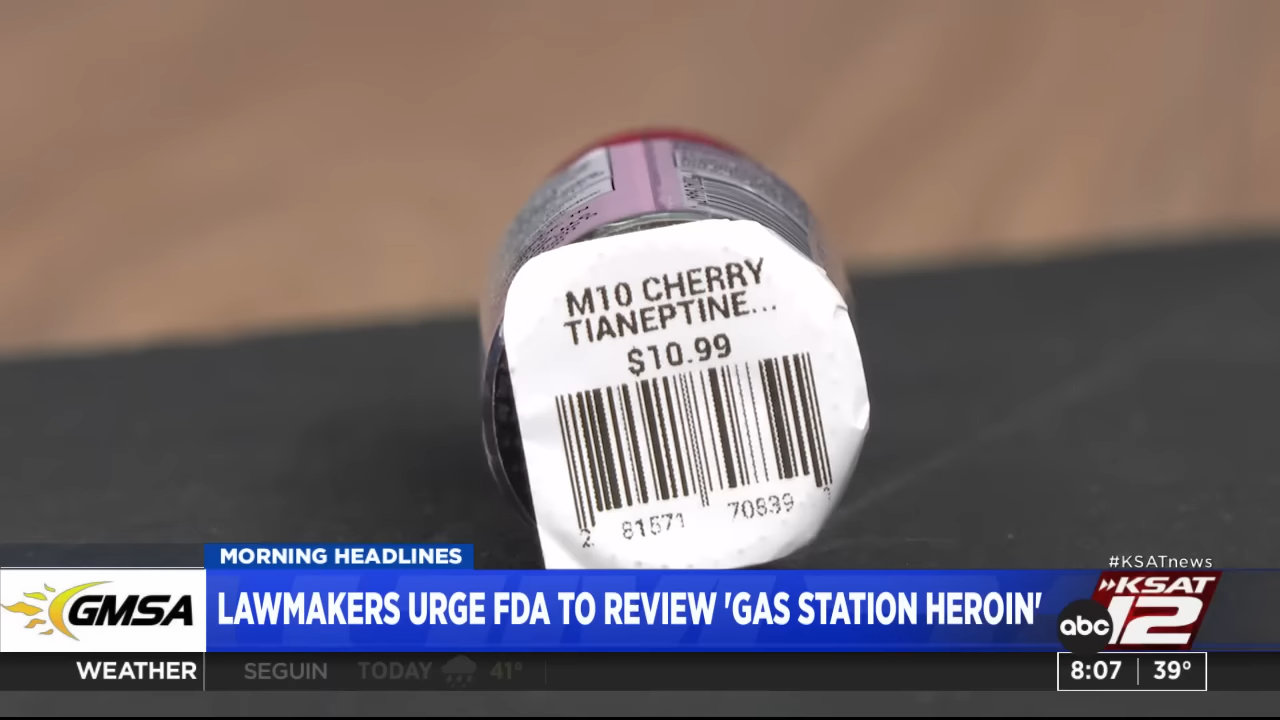 M10 CHERRY
TIANEPTINE...
$10.99
2 81571 70839
MORNING HEADLINES
#KSATnews
GMSA
LAWMAKERS URGE FDA TO REVIEW 'GAS STATION HEROIN'
KSAT
abc 12
WEATHER
SEGUIN TODAY 41°
8:07 39°